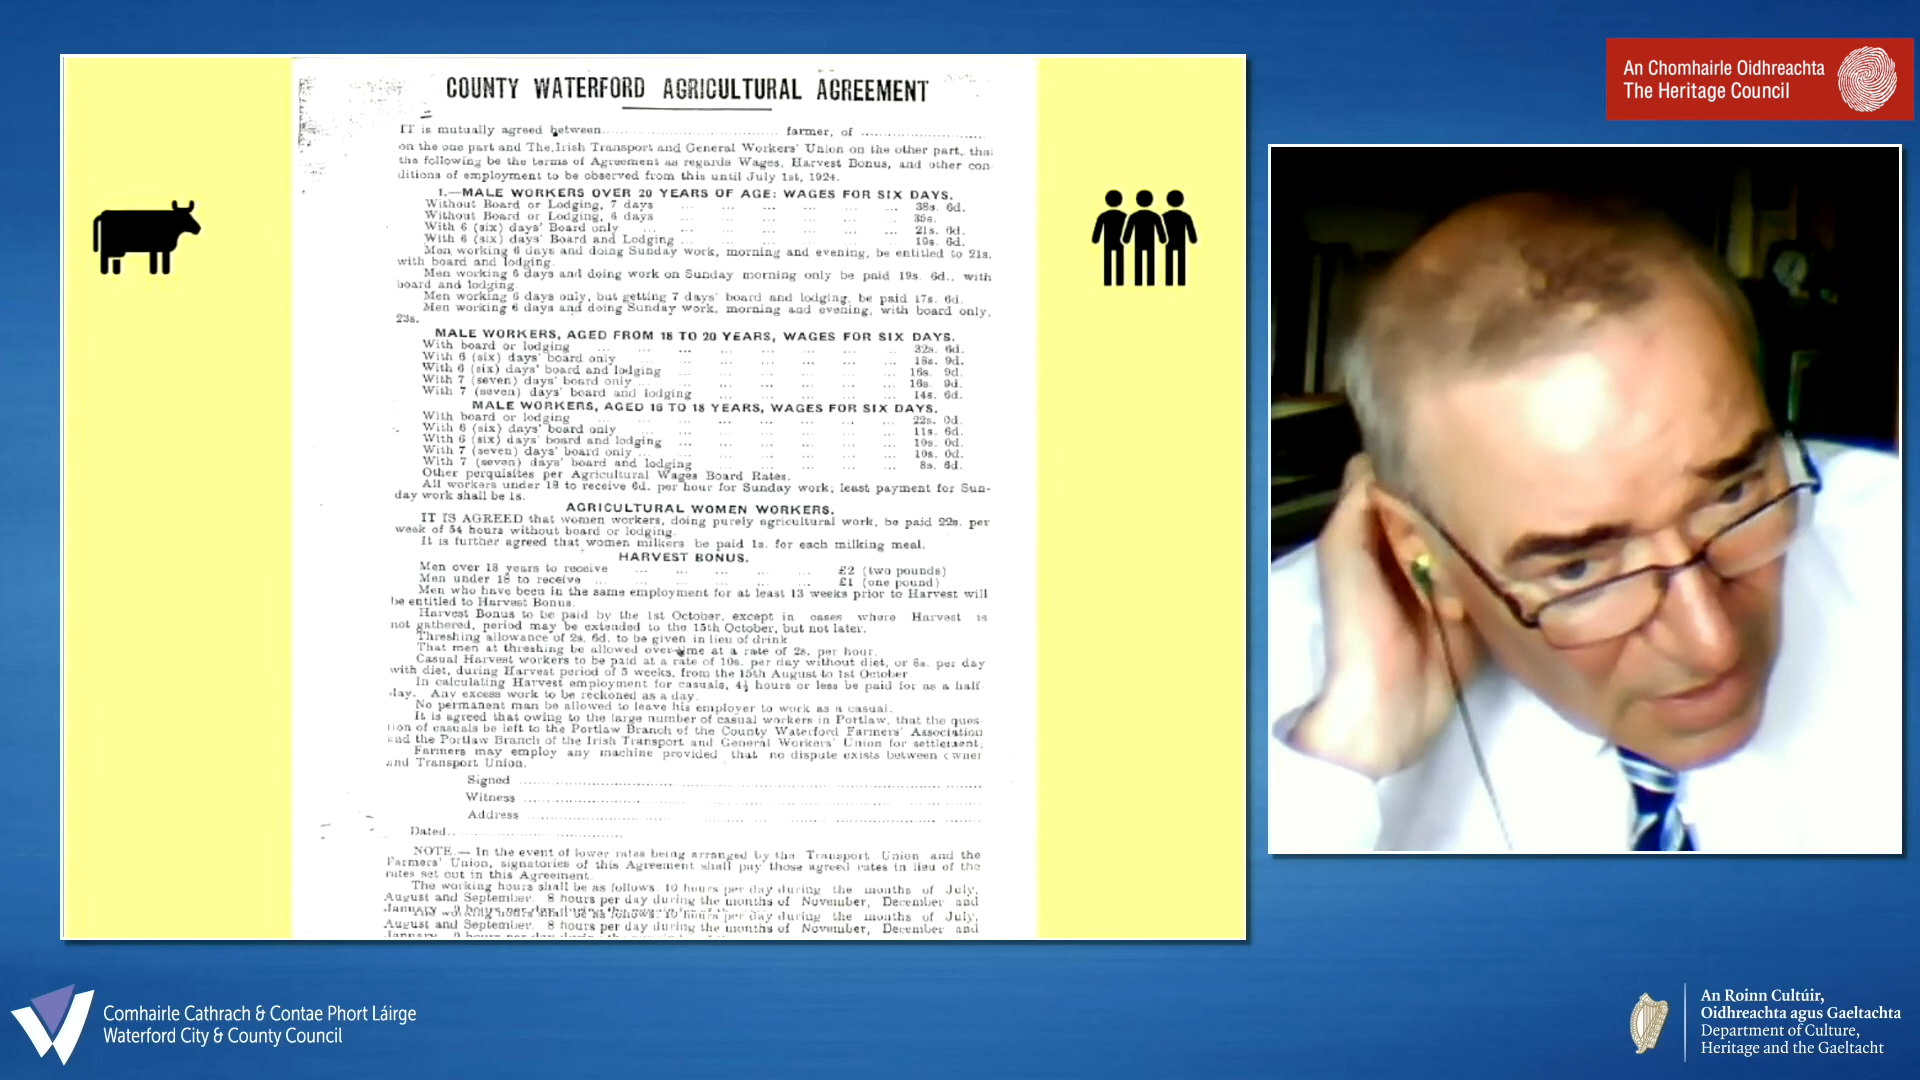 An Chomhairle Oidhreachta
The Heritage Council
COUNTY WATERFORD AGRICULTURAL AGREEMENT
IT is mutually agreed between .............................. farmer, of ....................
on the one part and The Irish Transport and General Workers' Union on the other part, that
the following be the terms of Agreement as regards Wages, Harvest Bonus, and other con
ditions of employment to be observed from this until July 1st, 1924.
1.—MALE WORKERS OVER 20 YEARS OF AGE: WAGES FOR SIX DAYS.
Without Board or Lodging, 7 days ... ... ... ... ... 38s. 6d.
Without Board or Lodging, 6 days ... ... ... ... ... 35s.
With 6 (six) days' Board only ... ... ... ... ... 21s. 6d.
With 6 (six) days' Board and Lodging ... ... ... ... ... 19s. 6d.
Men working 6 days and doing Sunday work, morning and evening, be entitled to 21s.
with board and lodging.
Men working 6 days and doing work on Sunday morning only be paid 19s. 6d., with
board and lodging.
Men working 6 days only, but getting 7 days' board and lodging, be paid 17s. 6d.
Men working 6 days and doing Sunday work, morning and evening, with board only,
23s.
MALE WORKERS, AGED FROM 18 TO 20 YEARS, WAGES FOR SIX DAYS.
With board or lodging ... ... ... ... ... ... 32s. 6d.
With 6 (six) days' board only ... ... ... ... ... 18s. 9d.
With 6 (six) days' board and lodging ... ... ... ... ... 16s. 9d.
With 7 (seven) days' board only ... ... ... ... ... 16s. 9d.
With 7 (seven) days' board and lodging ... ... ... ... 14s. 6d.
MALE WORKERS, AGED 16 TO 18 YEARS, WAGES FOR SIX DAYS.
With board or lodging ... ... ... ... ... ... 22s. 0d.
With 6 (six) days' board only ... ... ... ... ... 11s. 6d.
With 6 (six) days' board and lodging ... ... ... ... ... 10s. 0d.
With 7 (seven) days' board only ... ... ... ... ... 10s. 0d.
With 7 (seven) days' board and lodging ... ... ... ... 8s. 6d.
Other perquisites per Agricultural Wages Board Rates.
All workers under 18 to receive 6d. per hour for Sunday work; least payment for Sun-
day work shall be 1s.
AGRICULTURAL WOMEN WORKERS.
IT IS AGREED that women workers, doing purely agricultural work, be paid 22s. per
week of 54 hours without board or lodging.
It is further agreed that women milkers be paid 1s. for each milking meal.
HARVEST BONUS.
Men over 18 years to receive ... ... ... ... £2 (two pounds)
Men under 18 to receive ... ... ... ... ... £1 (one pound)
Men who have been in the same employment for at least 13 weeks prior to Harvest will
be entitled to Harvest Bonus.
Harvest Bonus to be paid by the 1st October, except in cases where Harvest is
not gathered, period may be extended to the 15th October, but not later.
Threshing allowance of 2s. 6d. to be given in lieu of drink.
That men at threshing be allowed overtime at a rate of 2s. per hour.
Casual Harvest workers to be paid at a rate of 10s. per day without diet, or 6s. per day
with diet, during Harvest period of 5 weeks, from the 15th August to 1st October.
In calculating Harvest employment for casuals, 4½ hours or less be paid for as a half-
day. Any excess work to be reckoned as a day.
No permanent man be allowed to leave his employer to work as a casual.
It is agreed that owing to the large number of casual workers in Portlaw, that the ques-
tion of casuals be left to the Portlaw Branch of the County Waterford Farmers' Association
and the Portlaw Branch of the Irish Transport and General Workers' Union for settlement;
Farmers may employ any machine provided that no dispute exists between owner
and Transport Union.
Signed ..............................
Witness ..............................
Address ..............................
Dated ..............................
NOTE.— In the event of lower rates being arranged by the Transport Union and the
Farmers' Union, signatories of this Agreement shall pay those agreed rates in lieu of the
rates set out in this Agreement.
The working hours shall be as follows: 10 hours per day during the months of July,
August and September. 8 hours per day during the months of November, December and
January.
The working hours shall be as follows: 10 hours per day during the months of July,
August and September. 8 hours per day during the months of November, December and
Comhairle Cathrach & Contae Phort Láirge
Waterford City & County Council
An Roinn Cultúir,
Oidhreachta agus Gaeltachta
Department of Culture,
Heritage and the Gaeltacht